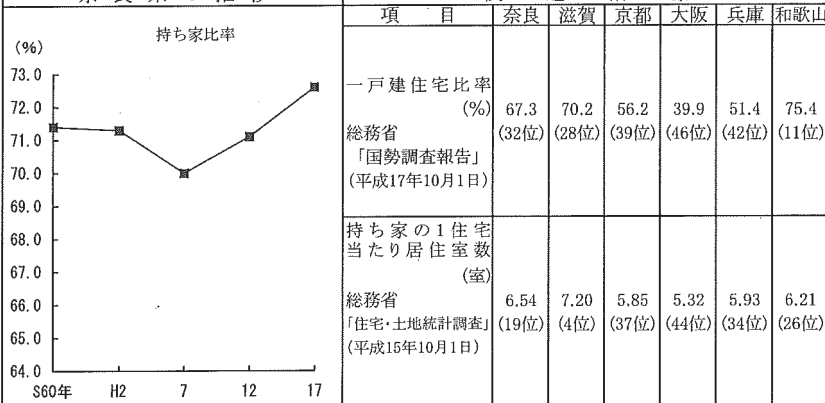 持ち家比率
(%)
73.0
72.0
71.0
70.0
69.0
68.0
67.0
66.0
65.0
64.0
S60年 H2 7 12 17
項 目 奈良 滋賀 京都 大阪 兵庫 和歌山
一戸建住宅比率
(%) 67.3 70.2 56.2 39.9 51.4 75.4
総務省 (32位) (28位) (39位) (46位) (42位) (11位)
「国勢調査報告」
(平成17年10月1日)
持ち家の1住宅
当たり居住室数
(室)
総務省 6.54 7.20 5.85 5.32 5.93 6.21
「住宅・土地統計調査」 (19位) (4位) (37位) (44位) (34位) (26位)
(平成15年10月1日)